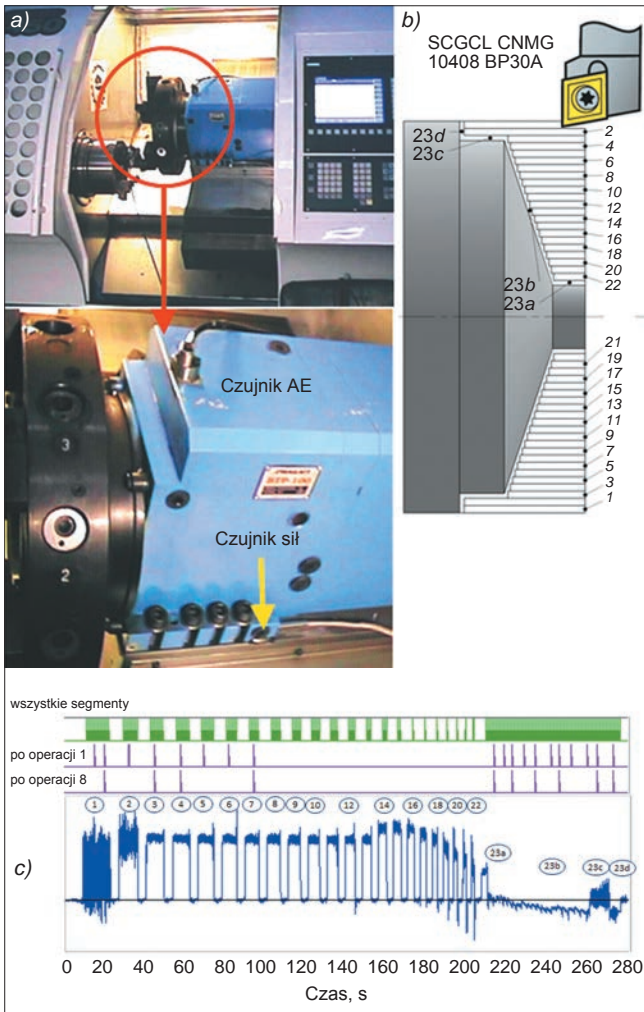 a)
3
2
Czujnik AE
BTP-100
Czujnik sił
b)
SCGCL CNMG
10408 BP30A
23d
23c
23b
23a
2
4
6
8
10
12
14
16
18
20
22
21
19
17
15
13
11
9
7
5
3
1
wszystkie segmenty
po operacji 1
po operacji 8
c)
1 2 3 4 5 6 7 8 9 10 12 14 16 18 20 22
23a 23b 23c 23d
0 20 40 60 80 100 120 140 160 180 200 220 240 260 280
Czas, s